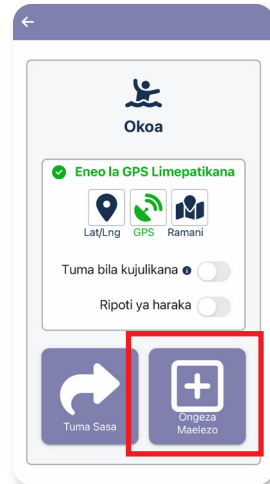 Okoa
Eneo la GPS Limepatikana
Lat/Lng GPS Ramani
Tuma bila kujulikana
Ripoti ya haraka
Tuma Sasa
Ongeza
Maelezo